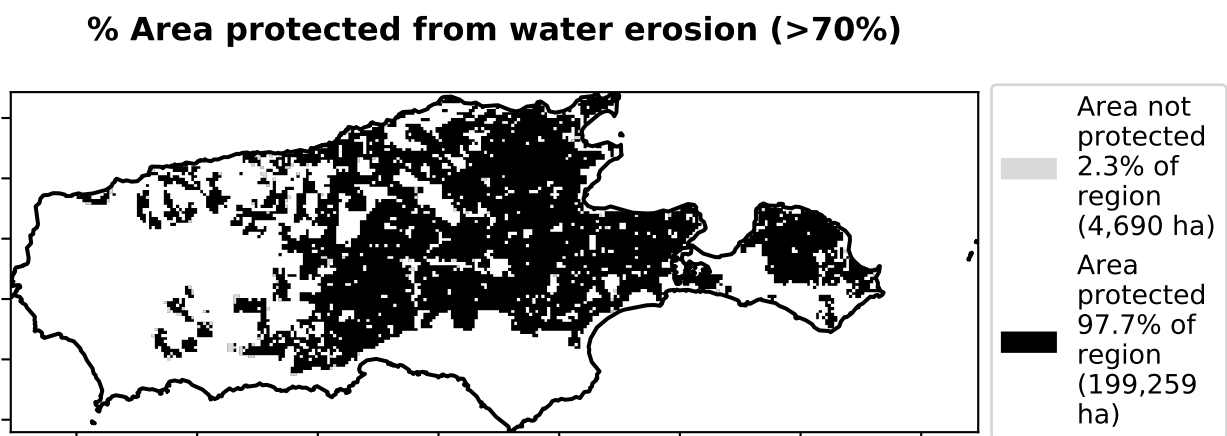 % Area protected from water erosion (>70%)
Area not
protected
2.3% of
region
(4,690 ha)
Area
protected
97.7% of
region
(199,259
ha)